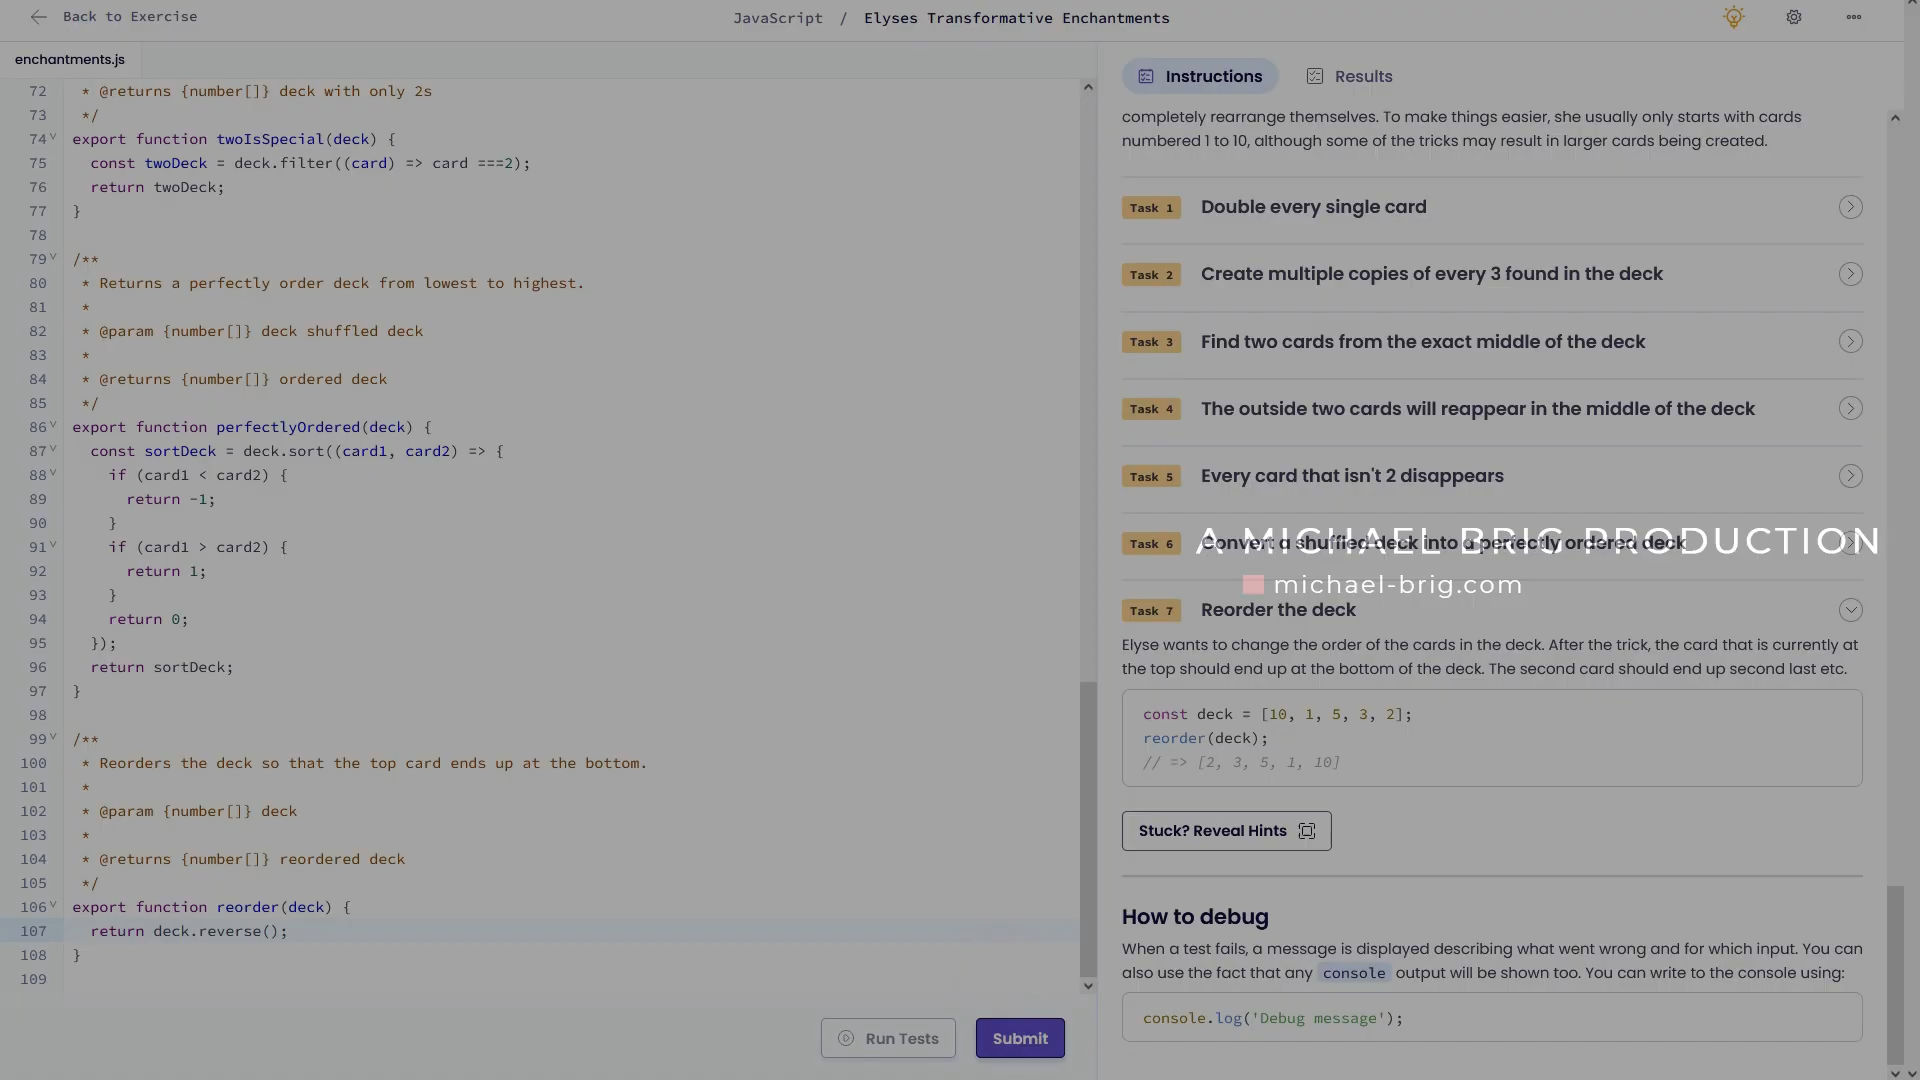 Back to Exercise
JavaScript / Elyses Transformative Enchantments
enchantments.js
72 * @returns {number[]} deck with only 2s
73 */
74 export function twoIsSpecial(deck) {
75 const twoDeck = deck.filter((card) => card ===2);
76 return twoDeck;
77 }
78
79 /**
80 * Returns a perfectly order deck from lowest to highest.
81 *
82 * @param {number[]} deck shuffled deck
83 *
84 * @returns {number[]} ordered deck
85 */
86 export function perfectlyOrdered(deck) {
87 const sortDeck = deck.sort((card1, card2) => {
88 if (card1 < card2) {
89 return -1;
90 }
91 if (card1 > card2) {
92 return 1;
93 }
94 return 0;
95 });
96 return sortDeck;
97 }
98
99 /**
100 * Reorders the deck so that the top card ends up at the bottom.
101 *
102 * @param {number[]} deck
103 *
104 * @returns {number[]} reordered deck
105 */
106 export function reorder(deck) {
107 return deck.reverse();
108 }
109
Run Tests
Submit
Instructions
Results
completely rearrange themselves. To make things easier, she usually only starts with cards
numbered 1 to 10, although some of the tricks may result in larger cards being created.
Task 1 Double every single card
Task 2 Create multiple copies of every 3 found in the deck
Task 3 Find two cards from the exact middle of the deck
Task 4 The outside two cards will reappear in the middle of the deck
Task 5 Every card that isn't 2 disappears
Task 6 Convert a shuffled deck into a perfectly ordered deck
A MICHAEL BRIG PRODUCTION
michael-brig.com
Task 7 Reorder the deck
Elyse wants to change the order of the cards in the deck. After the trick, the card that is currently at
the top should end up at the bottom of the deck. The second card should end up second last etc.
const deck = [10, 1, 5, 3, 2];
reorder(deck);
// => [2, 3, 5, 1, 10]
Stuck? Reveal Hints
How to debug
When a test fails, a message is displayed describing what went wrong and for which input. You can
also use the fact that any console output will be shown too. You can write to the console using:
console.log('Debug message');